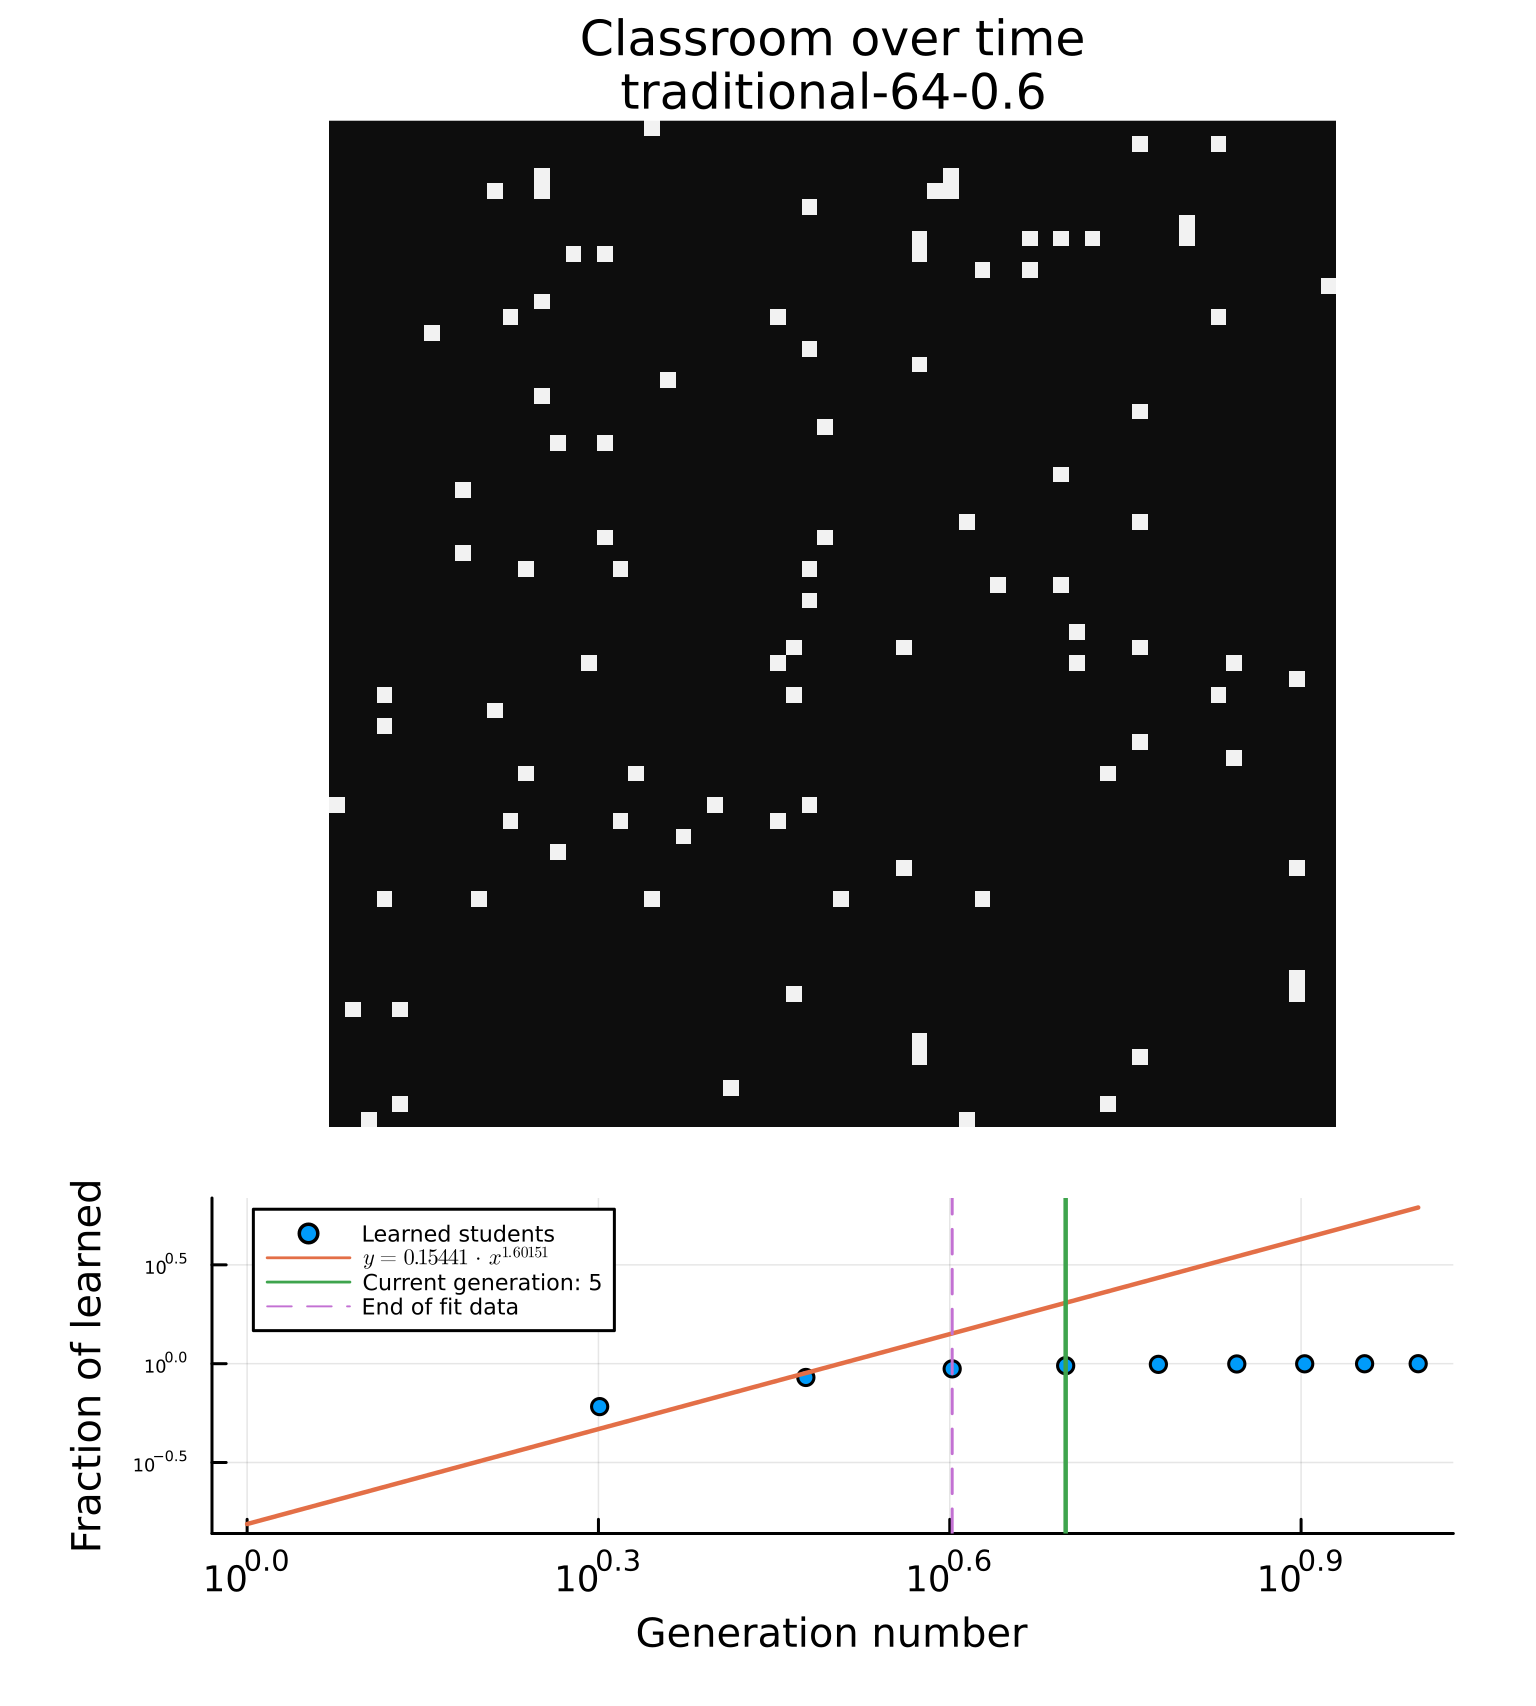 Classroom over time
traditional-64-0.6
Fraction of learned
Learned students
y = 0.15441 · x^1.60151
Current generation: 5
End of fit data
10^0.5
10^0.0
10^−0.5
10^0.0
10^0.3
10^0.6
10^0.9
Generation number